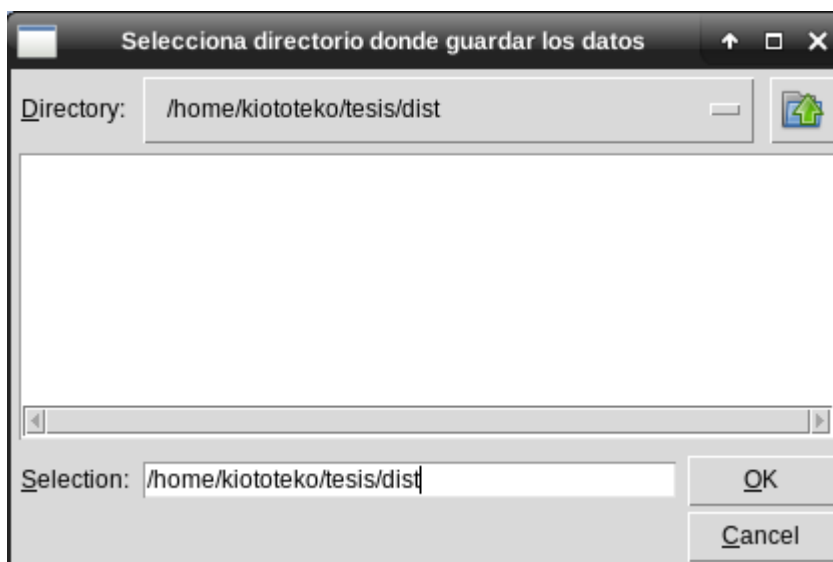 Selecciona directorio donde guardar los datos
Directory: /home/kiototeko/tesis/dist
Selection: /home/kiototeko/tesis/dist
OK
Cancel